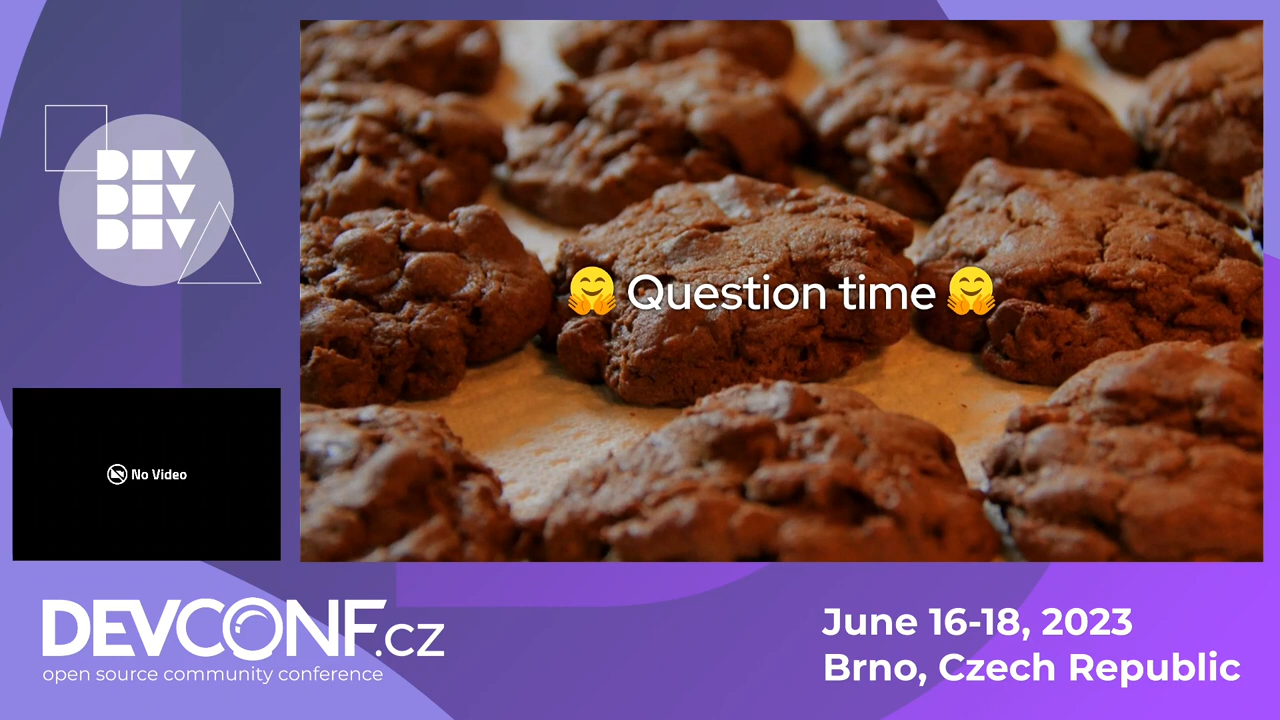 DEV
DEV
DEV
🤗 Question time 🤗
No Video
DEVCONF.CZ
open source community conference
June 16-18, 2023
Brno, Czech Republic